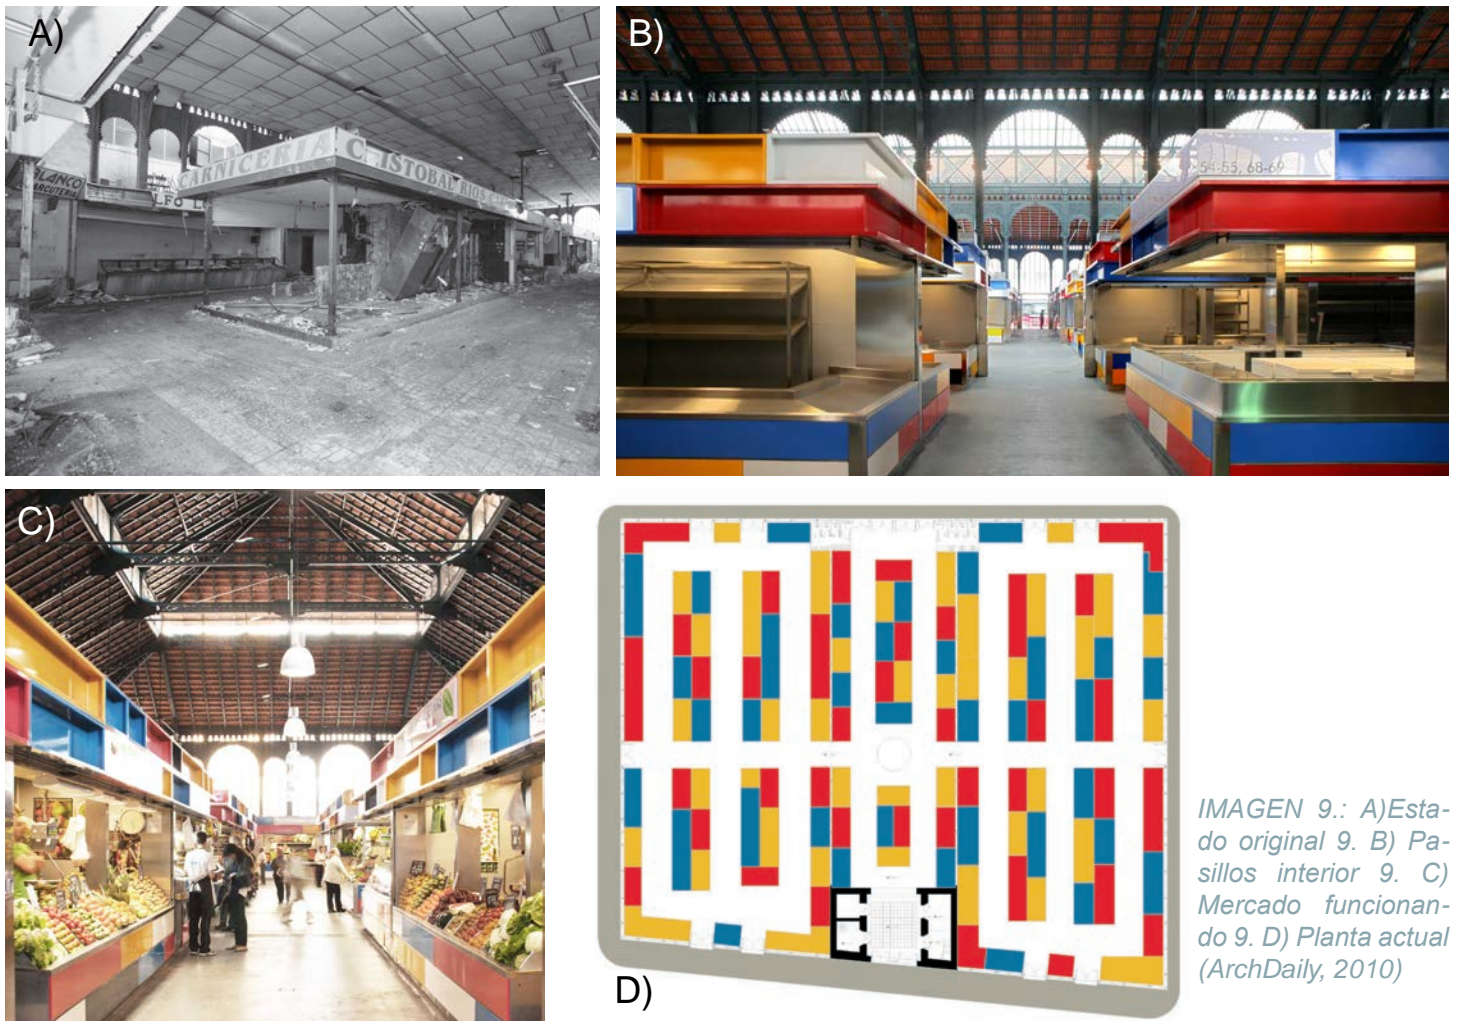 A)
BLANCO
CARNICERIA C ISTOBAL RIOS
B)
54-55, 68-69
C)
D)
IMAGEN 9.: A)Esta-
do original 9. B) Pa-
sillos interior 9. C)
Mercado funcionan-
do 9. D) Planta actual
(ArchDaily, 2010)